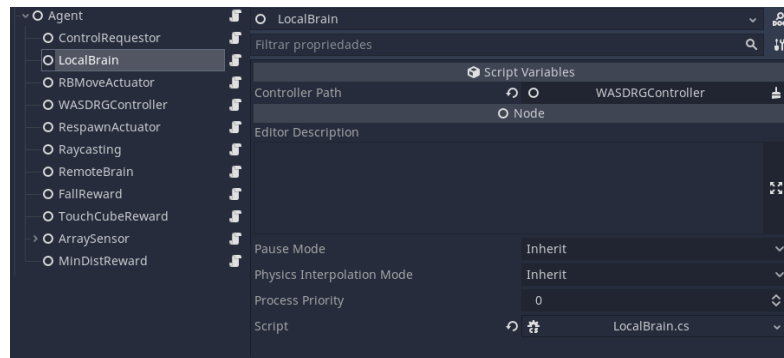 Agent
ControlRequestor
LocalBrain
RBMoveActuator
WASDRGController
RespawnActuator
Raycasting
RemoteBrain
FallReward
TouchCubeReward
ArraySensor
MinDistReward
LocalBrain
Filtrar propriedades
Script Variables
Controller Path WASDRGController
Node
Editor Description
Pause Mode Inherit
Physics Interpolation Mode Inherit
Process Priority 0
Script LocalBrain.cs